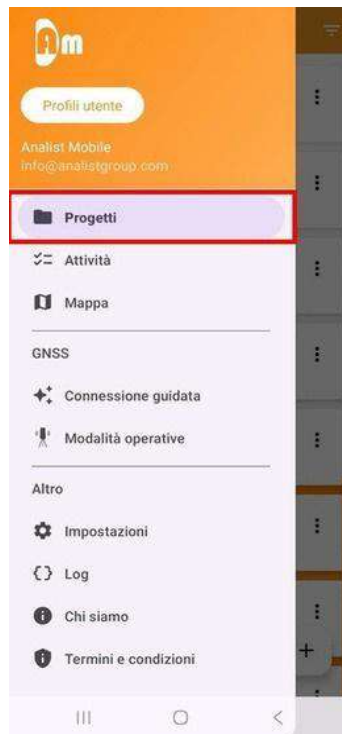 m
Profili utente
Analist Mobile
info@analistgroup.com
Progetti
Attività
Mappa
GNSS
Connessione guidata
Modalità operative
Altro
Impostazioni
Log
Chi siamo
Termini e condizioni